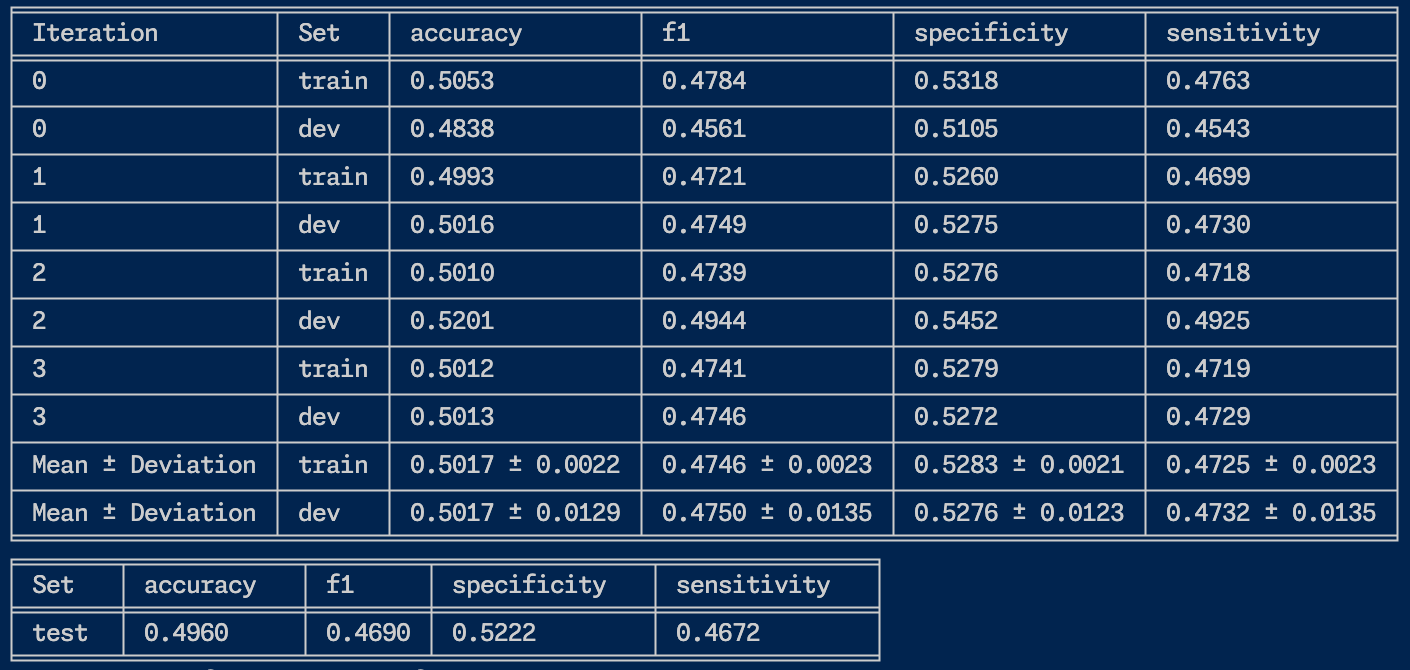 Iteration Set accuracy f1 specificity sensitivity
0 train 0.5053 0.4784 0.5318 0.4763
0 dev 0.4838 0.4561 0.5105 0.4543
1 train 0.4993 0.4721 0.5260 0.4699
1 dev 0.5016 0.4749 0.5275 0.4730
2 train 0.5010 0.4739 0.5276 0.4718
2 dev 0.5201 0.4944 0.5452 0.4925
3 train 0.5012 0.4741 0.5279 0.4719
3 dev 0.5013 0.4746 0.5272 0.4729
Mean ± Deviation train 0.5017 ± 0.0022 0.4746 ± 0.0023 0.5283 ± 0.0021 0.4725 ± 0.0023
Mean ± Deviation dev 0.5017 ± 0.0129 0.4750 ± 0.0135 0.5276 ± 0.0123 0.4732 ± 0.0135
Set accuracy f1 specificity sensitivity
test 0.4960 0.4690 0.5222 0.4672